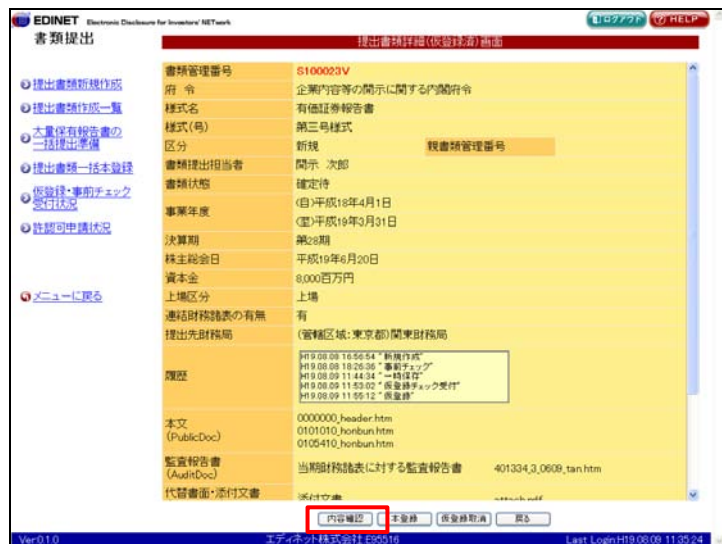 EDINET Electronic Disclosure for Investors' NETwork
ログアウト
HELP
書類提出
提出書類詳細(仮登録済)画面
提出書類新規作成
提出書類作成一覧
大量保有報告書の
一括提出準備
提出書類一括本登録
仮登録・事前チェック
受付状況
許認可申請状況
メニューに戻る
書類管理番号 S100023V
府 令 企業内容等の開示に関する内閣府令
様式名 有価証券報告書
様式(号) 第三号様式
区分 新規 親書類管理番号
書類提出担当者 開示 次郎
書類状態 確定待
事業年度 (自)平成18年4月1日
(至)平成19年3月31日
決算期 第28期
株主総会日 平成19年6月20日
資本金 8,000百万円
上場区分 上場
連結財務諸表の有無 有
提出先財務局 (管轄区域:東京都)関東財務局
履歴
H19.08.08 16:56:54 " 新規作成"
H19.08.08 18:26:36 " 事前チェック"
H19.08.09 11:44:34 " 一時保存"
H19.08.09 11:53:02 " 仮登録チェック受付"
H19.08.09 11:55:12 " 仮登録"
本文
(PublicDoc)
0000000_header.htm
0101010_honbun.htm
0105410_honbun.htm
監査報告書
(AuditDoc)
当期財務諸表に対する監査報告書 401334_3_0609_tan.htm
代替書面・添付文書 添付文書 attach.pdf
内容確認 本登録 仮登録取消 戻る
Ver.0.1.0 エディネット株式会社 E95516 Last Login:H19.08.09 11:35:24